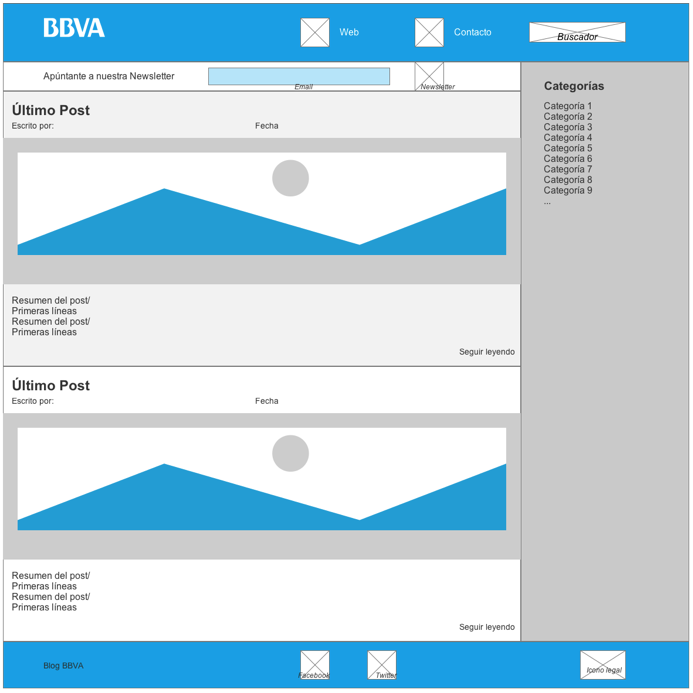 BBVA
Web
Contacto
Buscador
Apúntante a nuestra Newsletter
Email
Newsletter
Último Post
Escrito por:
Fecha
Resumen del post/
Primeras líneas
Resumen del post/
Primeras líneas
Seguir leyendo
Último Post
Escrito por:
Fecha
Resumen del post/
Primeras líneas
Resumen del post/
Primeras líneas
Seguir leyendo
Categorías
Categoría 1
Categoría 2
Categoría 3
Categoría 4
Categoría 5
Categoría 6
Categoría 7
Categoría 8
Categoría 9
...
Blog BBVA
Facebook
Twitter
Icono legal